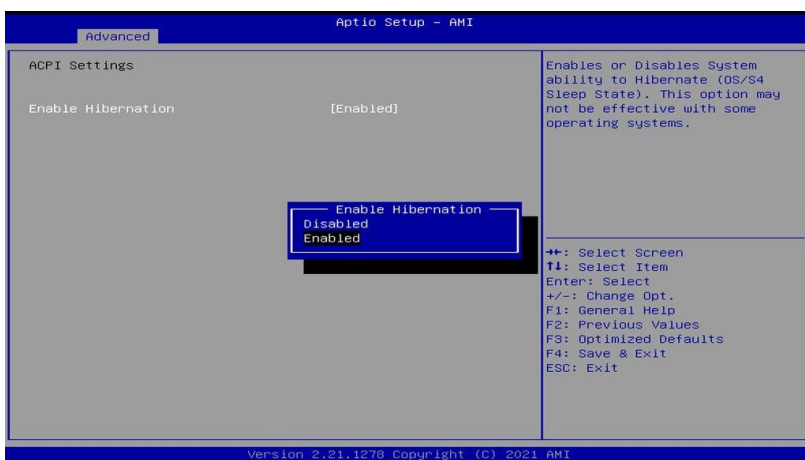 Aptio Setup – AMI
Advanced
ACPI Settings
Enable Hibernation [Enabled]
Enables or Disables System
ability to Hibernate (OS/S4
Sleep State). This option may
not be effective with some
operating systems.
Enable Hibernation
Disabled
Enabled
→←: Select Screen
↑↓: Select Item
Enter: Select
+/-: Change Opt.
F1: General Help
F2: Previous Values
F3: Optimized Defaults
F4: Save & Exit
ESC: Exit
Version 2.21.1278 Copyright (C) 2021 AMI